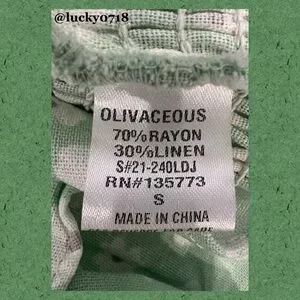 @lucky0718
OLIVACEOUS
70%RAYON
30%LINEN
S#21-240LDJ
RN#135773
S
MADE IN CHINA